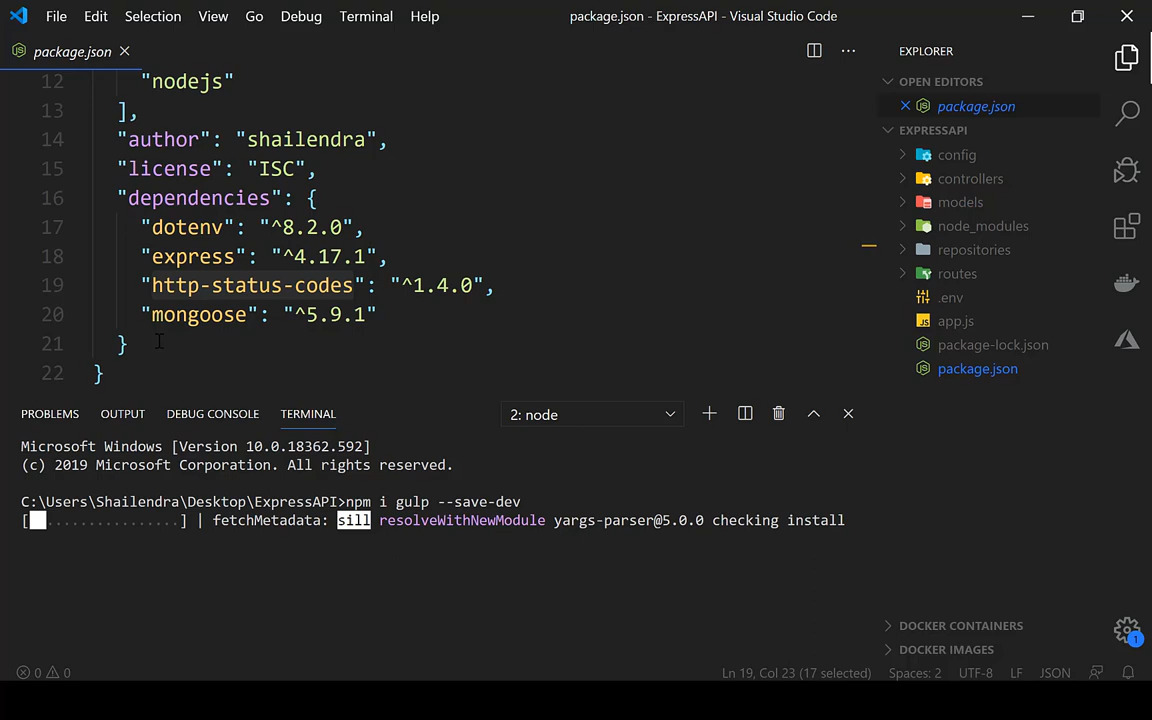 File Edit Selection View Go Debug Terminal Help package.json - ExpressAPI - Visual Studio Code
package.json
12 "nodejs"
13 ],
14 "author": "shailendra",
15 "license": "ISC",
16 "dependencies": {
17 "dotenv": "^8.2.0",
18 "express": "^4.17.1",
19 "http-status-codes": "^1.4.0",
20 "mongoose": "^5.9.1"
21 }
22 }
EXPLORER
OPEN EDITORS
package.json
EXPRESSAPI
config
controllers
models
node_modules
repositories
routes
.env
app.js
package-lock.json
package.json
PROBLEMS OUTPUT DEBUG CONSOLE TERMINAL 2: node
Microsoft Windows [Version 10.0.18362.592]
(c) 2019 Microsoft Corporation. All rights reserved.
C:\Users\Shailendra\Desktop\ExpressAPI>npm i gulp --save-dev
[ ................] | fetchMetadata: sill resolveWithNewModule yargs-parser@5.0.0 checking install
DOCKER CONTAINERS
DOCKER IMAGES
1
0 0 Ln 19, Col 23 (17 selected) Spaces: 2 UTF-8 LF JSON